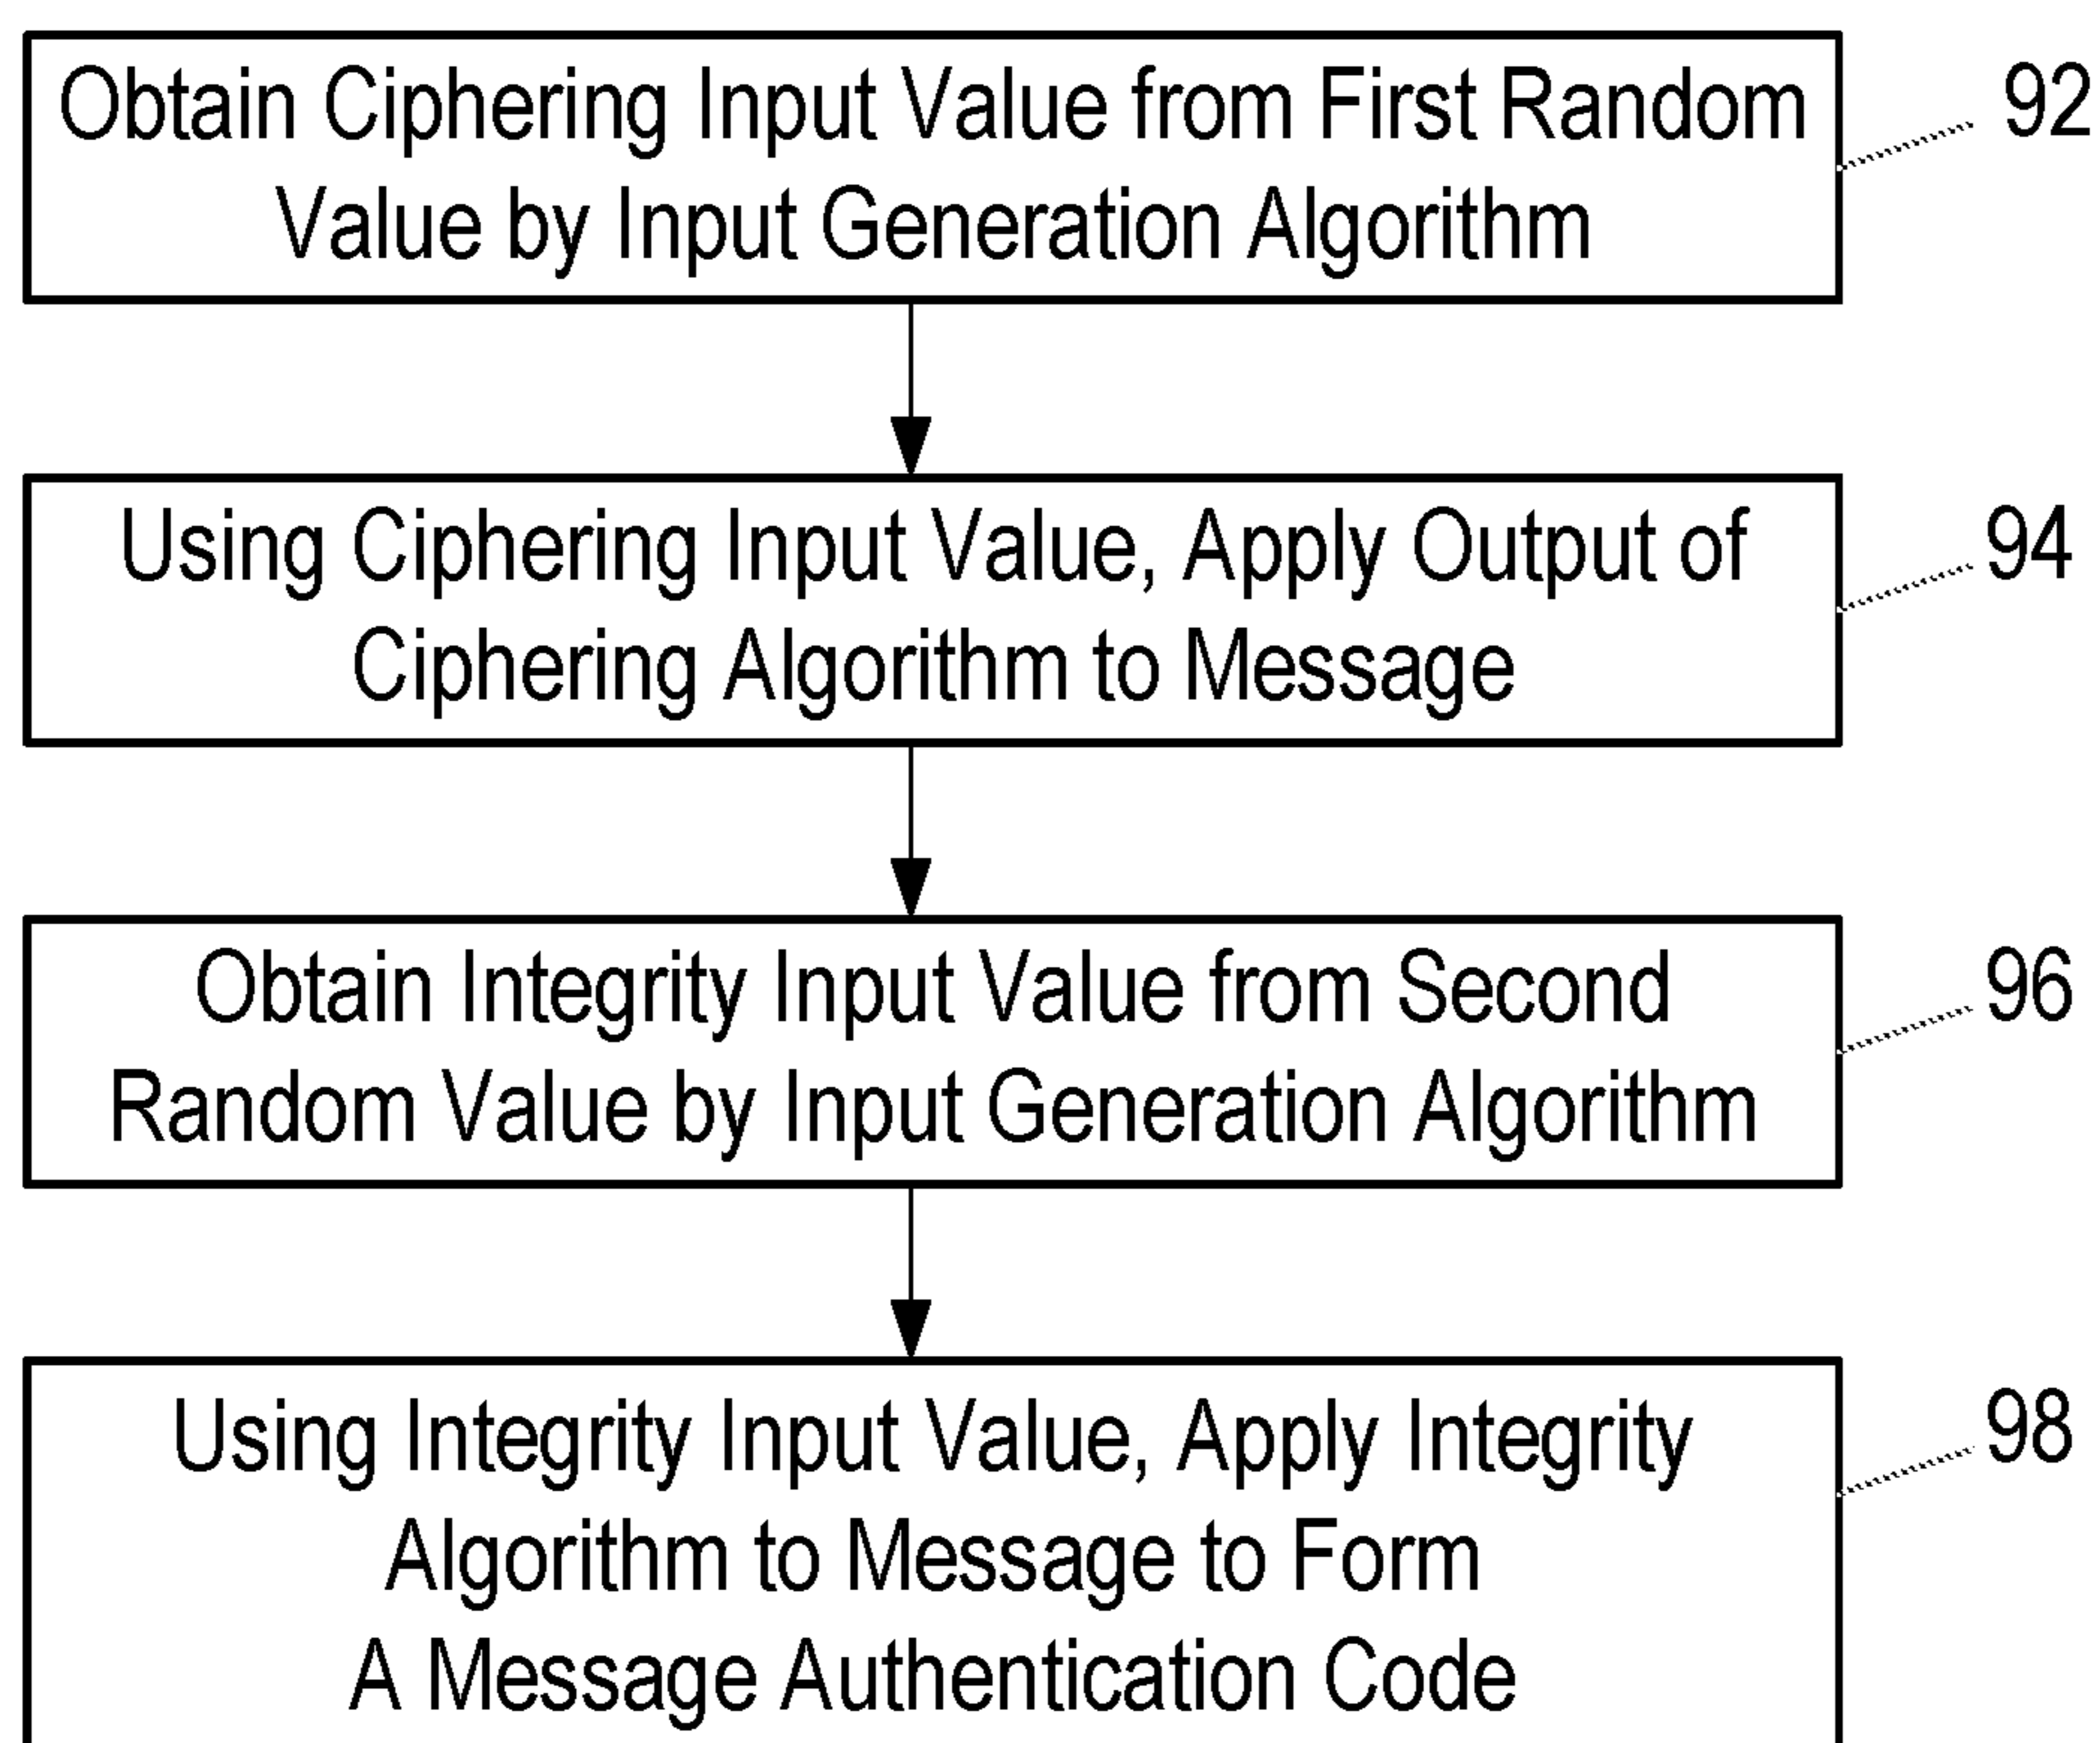 Obtain Ciphering Input Value from First Random
Value by Input Generation Algorithm
92
Using Ciphering Input Value, Apply Output of
Ciphering Algorithm to Message
94
Obtain Integrity Input Value from Second
Random Value by Input Generation Algorithm
96
Using Integrity Input Value, Apply Integrity
Algorithm to Message to Form
A Message Authentication Code
98